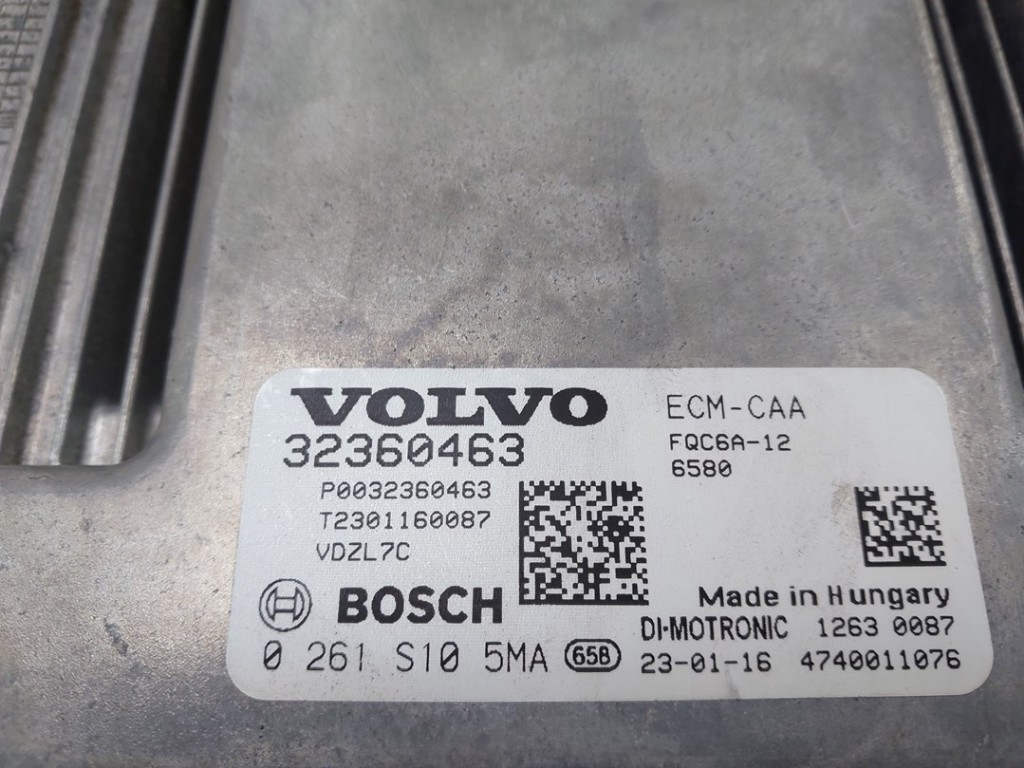 VOLVO
32360463
P0032360463
T2301160087
VDZL7C
BOSCH
0 261 S10 5MA 65B
ECM-CAA
FQC6A-12
6580
Made in Hungary
DI-MOTRONIC 1263 0087
23-01-16 4740011076